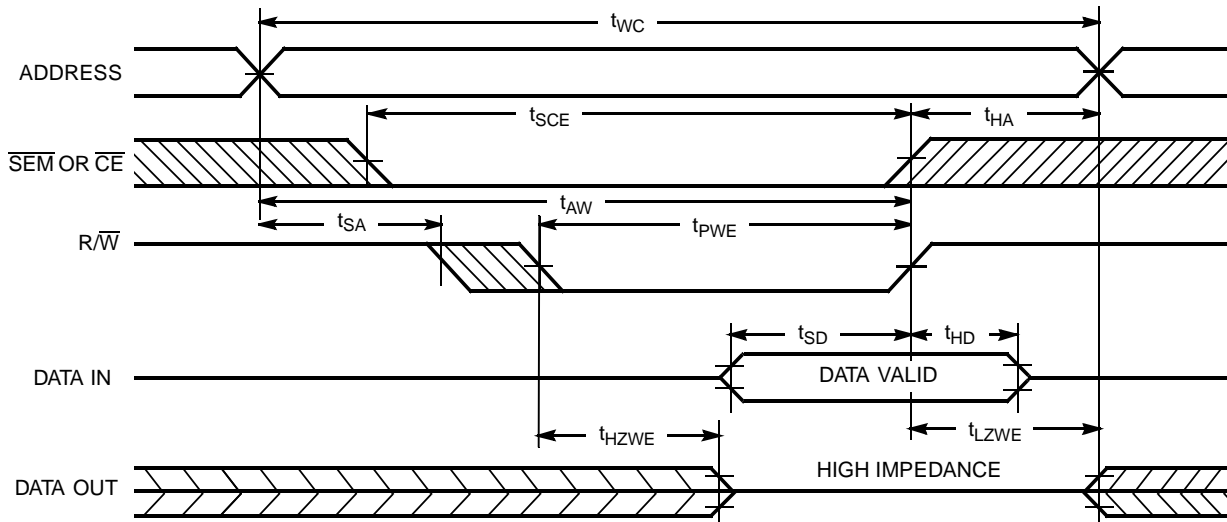 tWC
ADDRESS
tSCE
tHA
SEM OR CE
tAW
tSA
tPWE
R/W
tSD
tHD
DATA IN
DATA VALID
tHZWE
tLZWE
HIGH IMPEDANCE
DATA OUT